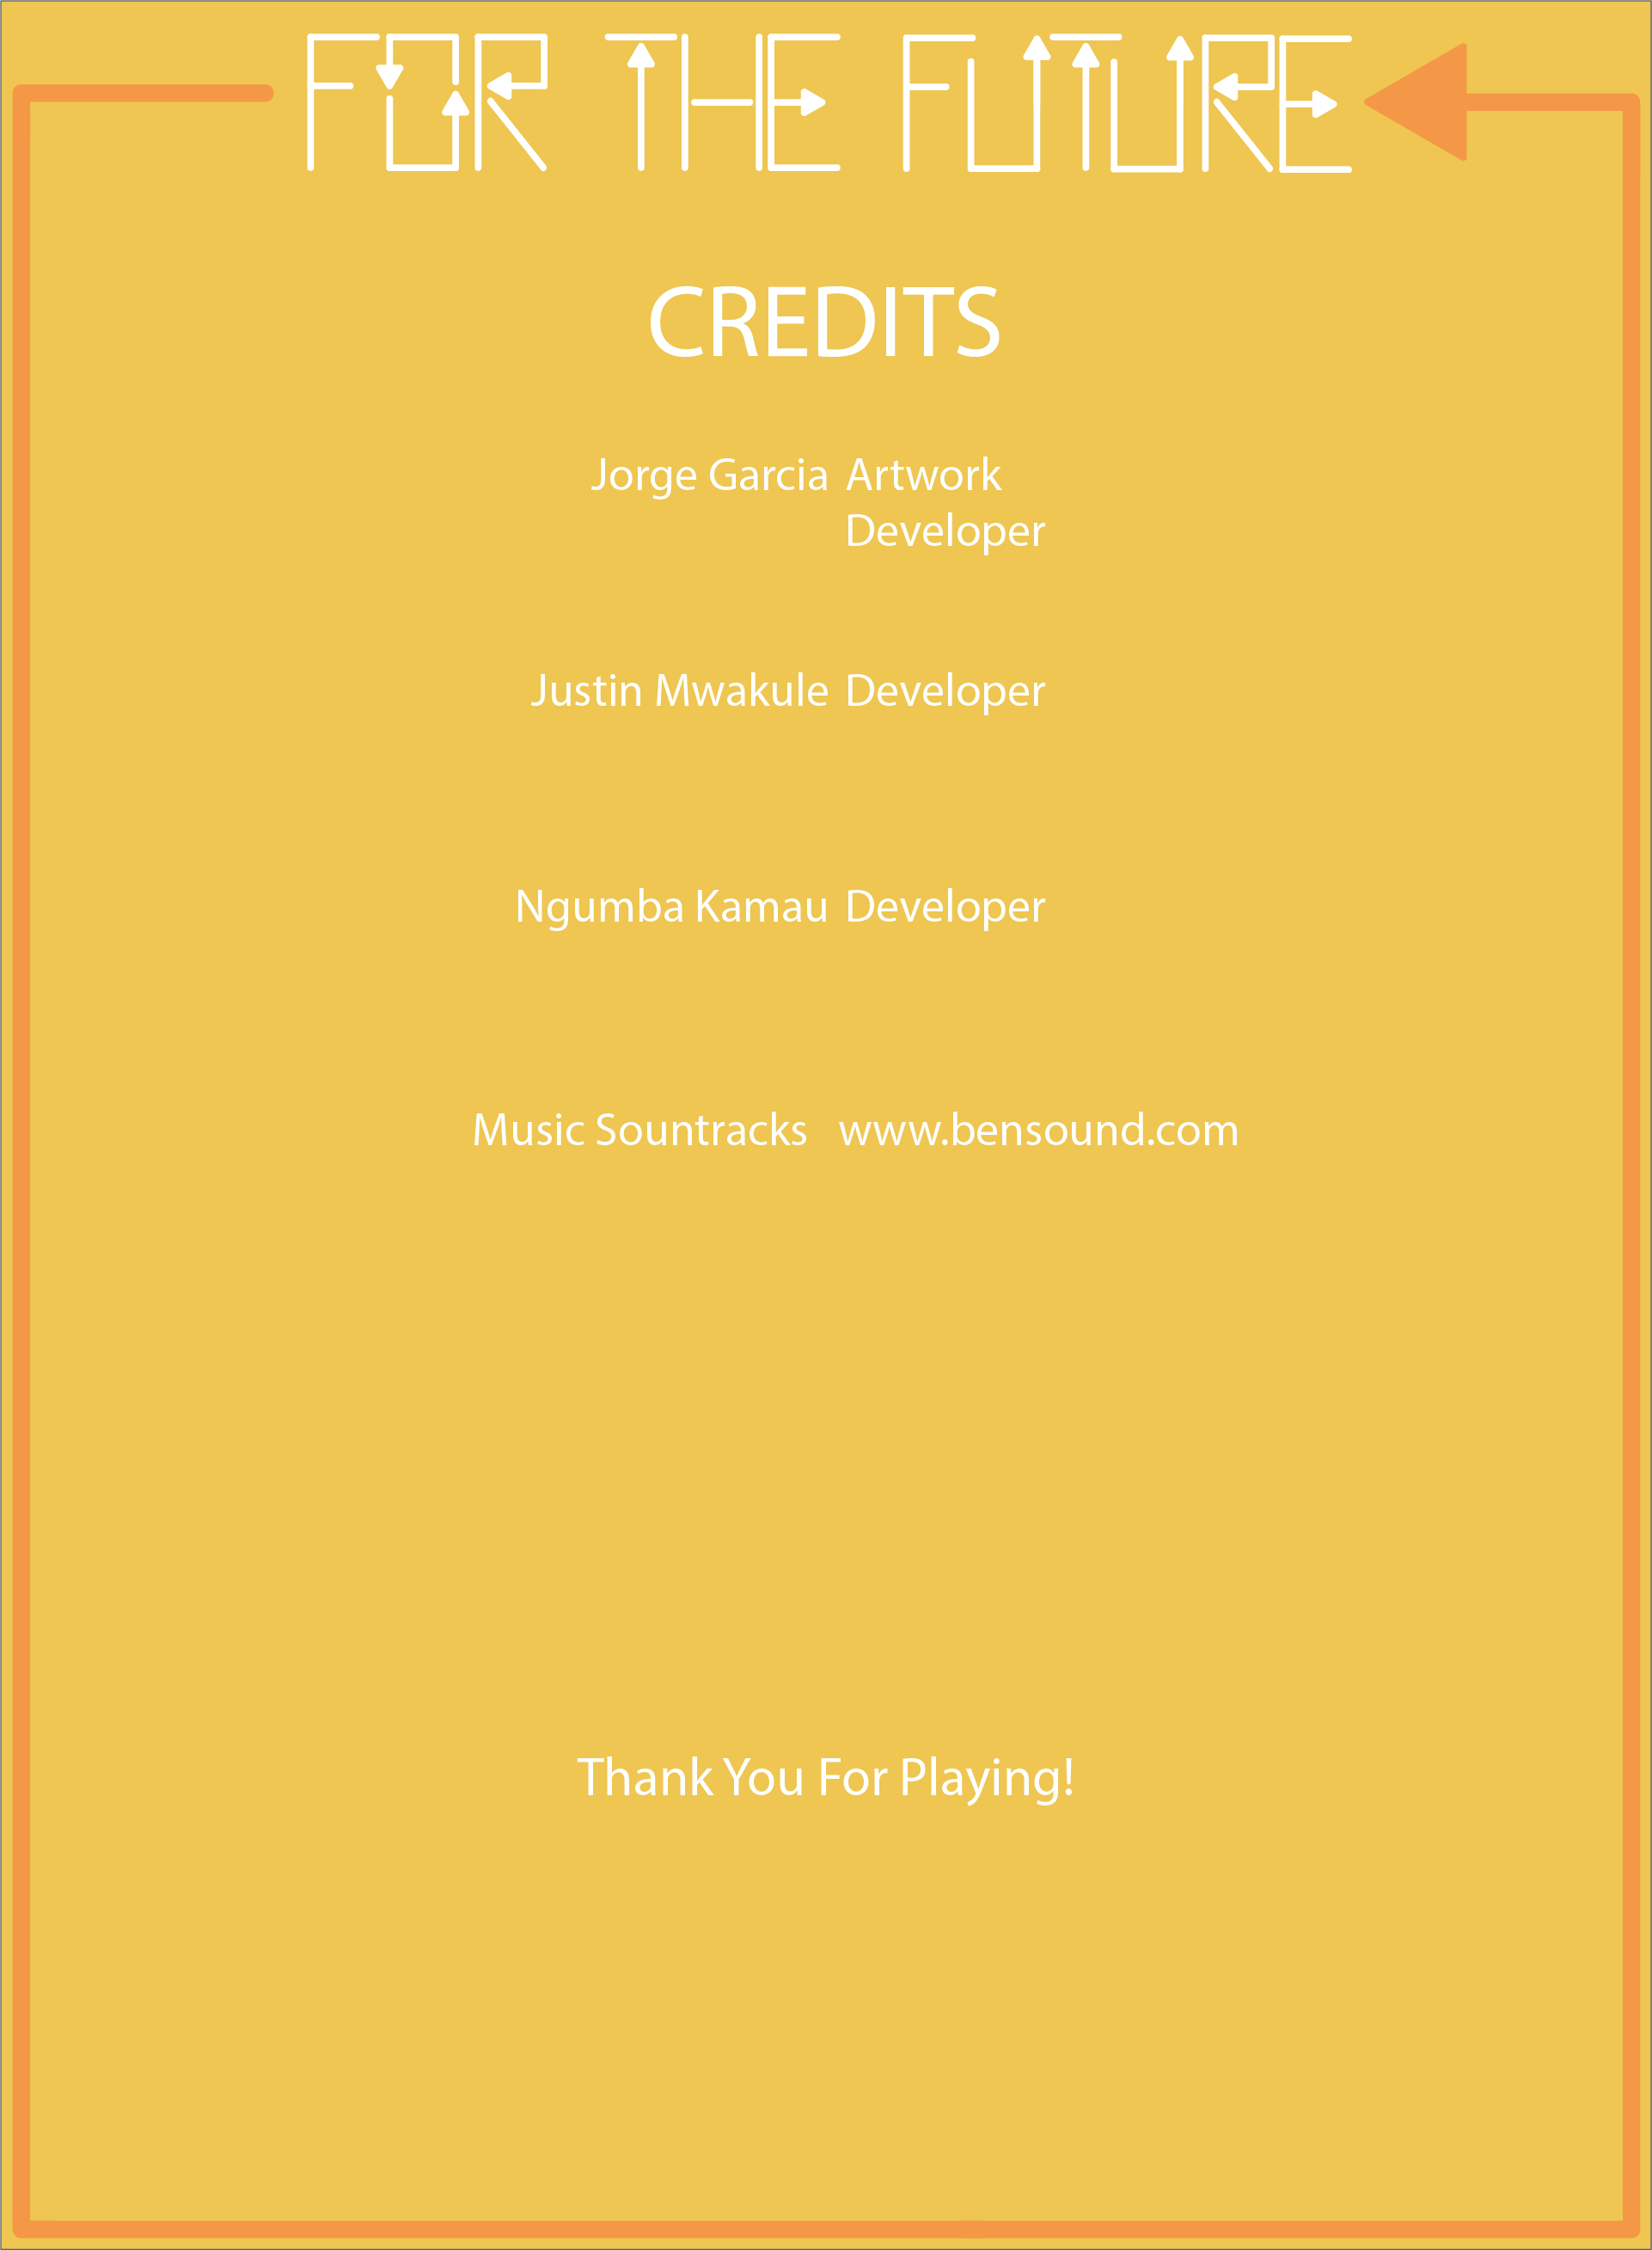 FOR THE FUTURE
CREDITS
Jorge Garcia Artwork
Developer
Justin Mwakule Developer
Ngumba Kamau Developer
Music Sountracks www.bensound.com
Thank You For Playing!